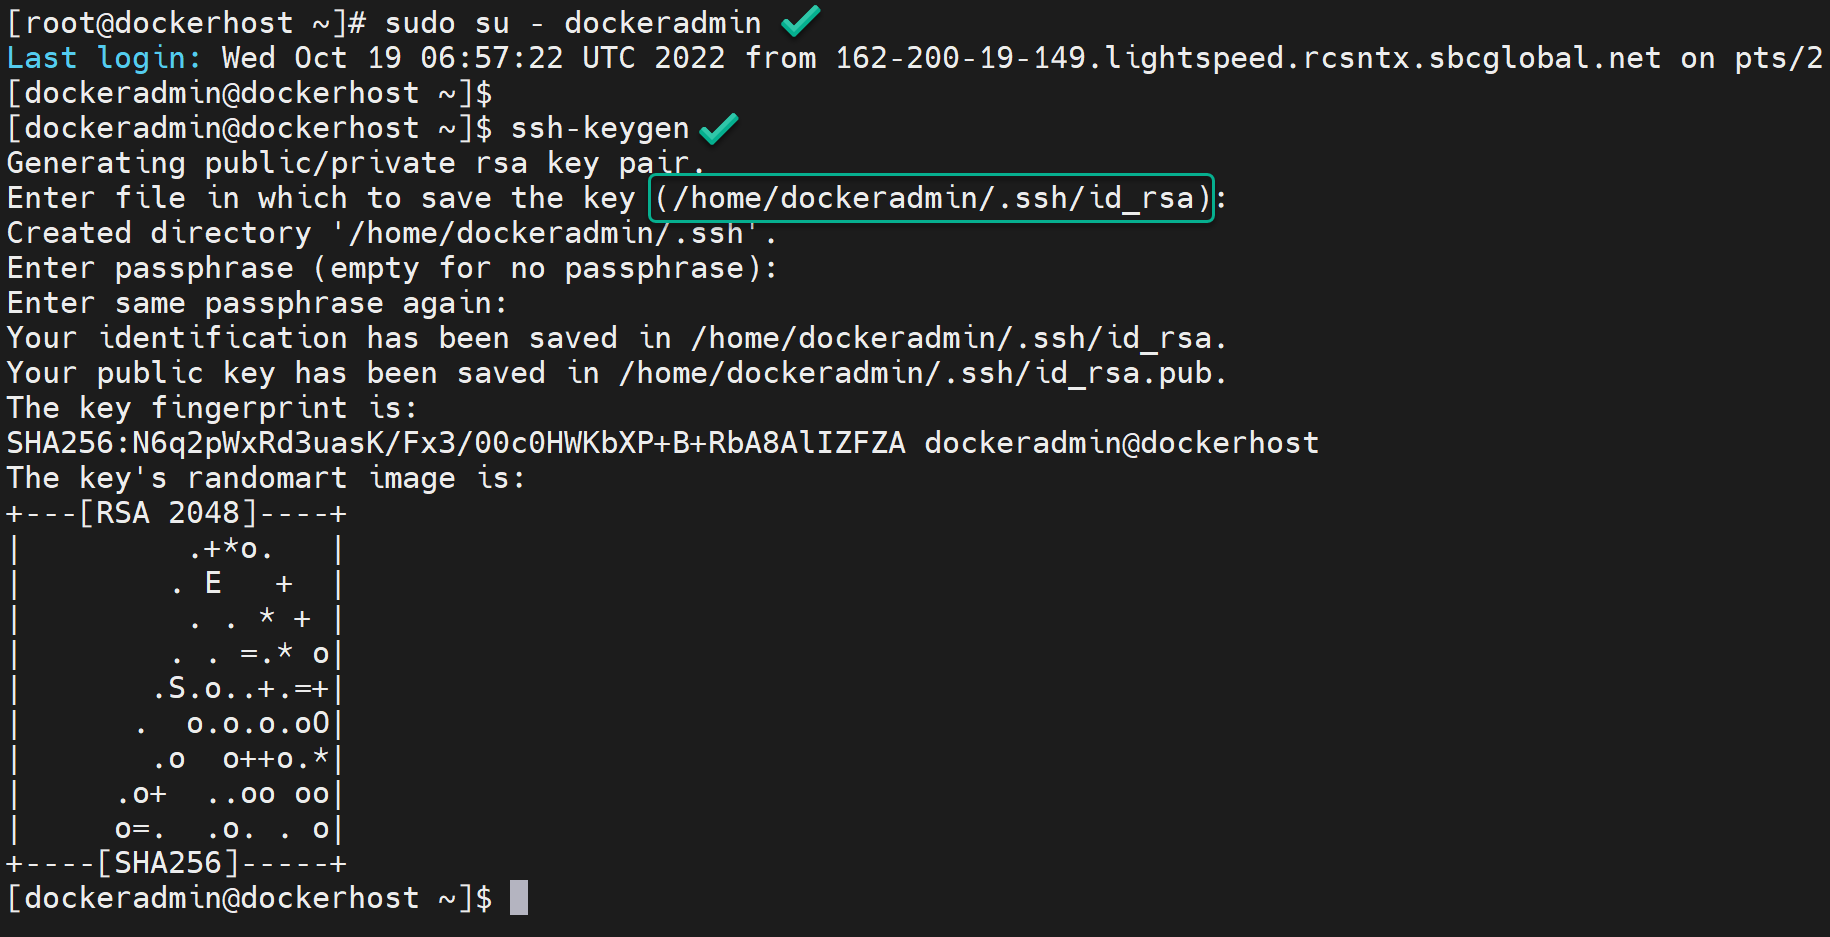 [root@dockerhost ~]# sudo su - dockeradmin
Last login: Wed Oct 19 06:57:22 UTC 2022 from 162-200-19-149.lightspeed.rcsntx.sbcglobal.net on pts/2
[dockeradmin@dockerhost ~]$
[dockeradmin@dockerhost ~]$ ssh-keygen
Generating public/private rsa key pair.
Enter file in which to save the key (/home/dockeradmin/.ssh/id_rsa):
Created directory '/home/dockeradmin/.ssh'.
Enter passphrase (empty for no passphrase):
Enter same passphrase again:
Your identification has been saved in /home/dockeradmin/.ssh/id_rsa.
Your public key has been saved in /home/dockeradmin/.ssh/id_rsa.pub.
The key fingerprint is:
SHA256:N6q2pWxRd3uasK/Fx3/00c0HWKbXP+B+RbA8AlIZFZA dockeradmin@dockerhost
The key's randomart image is:
+---[RSA 2048]----+
|         .+*o.   |
|        . E   +  |
|         . . * + |
|        . . =.* o|
|       .S.o..+.=+|
|      .  o.o.o.oO|
|       .o  o++o.*|
|     .o+  ..oo oo|
|     o=.  .o. . o|
+----[SHA256]-----+
[dockeradmin@dockerhost ~]$